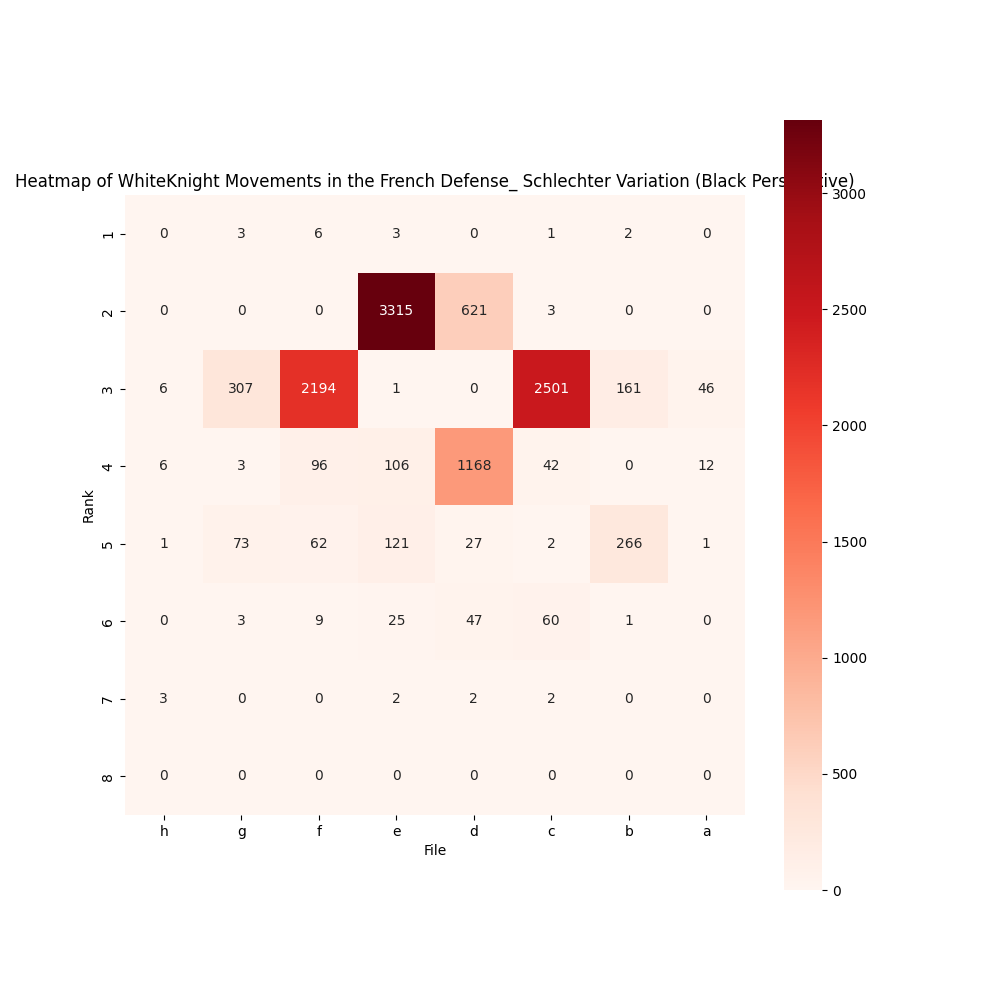 Heatmap of WhiteKnight Movements in the French Defense_ Schlechter Variation (Black Perspective)
3000
1 0 3 6 3 0 1 2 0
2 0 0 0 3315 621 3 0 0
2500
3 6 307 2194 1 0 2501 161 46
2000
4 6 3 96 106 1168 42 0 12
Rank
5 1 73 62 121 27 2 266 1
1500
6 0 3 9 25 47 60 1 0
1000
7 3 0 0 2 2 2 0 0
8 0 0 0 0 0 0 0 0
500
h g f e d c b a
File
0